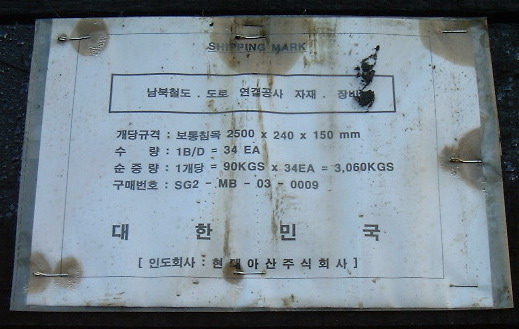 SHIPPING MARK
남북철도 . 도로 연결공사 자재 . 장비
개당규격 : 보통침목 2500 x 240 x 150 mm
수 량 : 1B/D = 34 EA
순 중 량 : 1개당 = 90KGS x 34EA = 3,060KGS
구매번호 : SG2 - MB - 03 - 0009
대 한 민 국
[ 인도회사 : 현대아산주식회사 ]